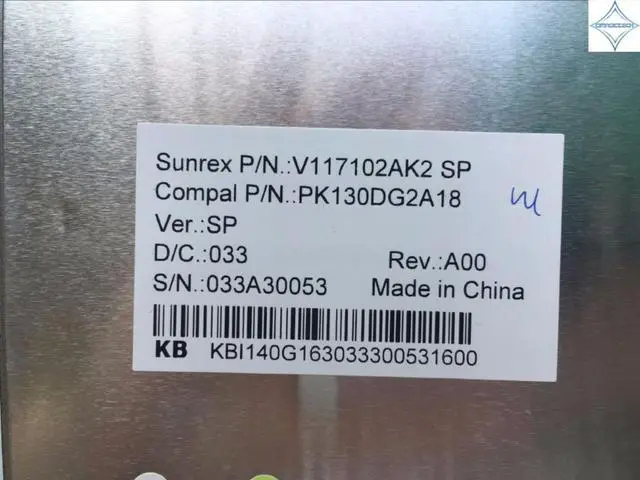 Sunrex P/N.:V117102AK2 SP
Compal P/N.:PK130DG2A18
Ver.:SP
D/C.:033 Rev.:A00
S/N.:033A30053 Made in China
KB KBI140G163033300531600